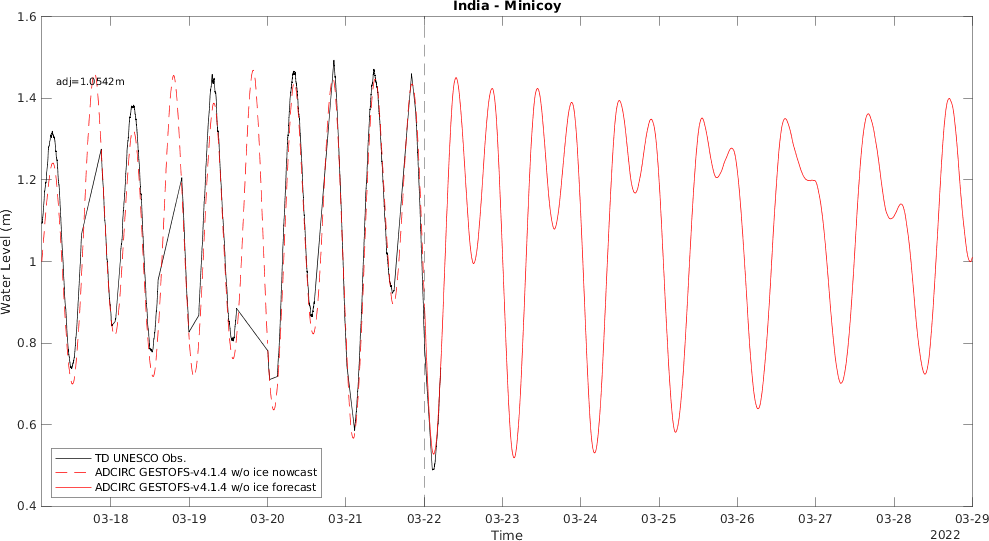 India - Minicoy
1.6
1.4
1.2
1
0.8
0.6
0.4
Water Level (m)
adj=1.0542m
TD UNESCO Obs.
ADCIRC GESTOFS-v4.1.4 w/o ice nowcast
ADCIRC GESTOFS-v4.1.4 w/o ice forecast
03-18 03-19 03-20 03-21 03-22 03-23 03-24 03-25 03-26 03-27 03-28 03-29
Time
2022